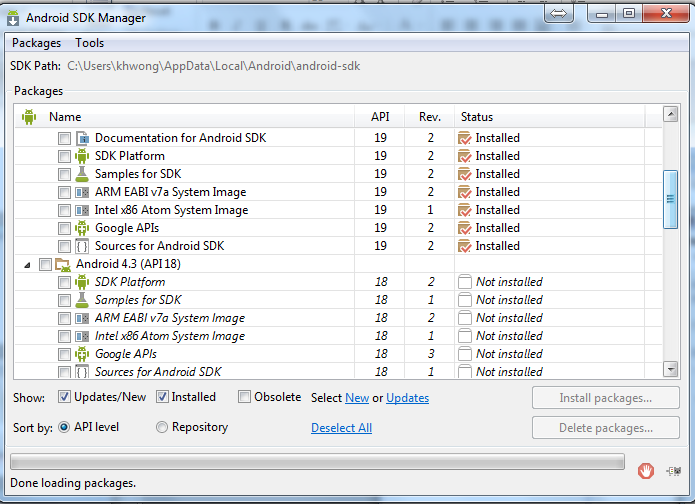 Android SDK Manager
Packages Tools
SDK Path: C:\Users\khwong\AppData\Local\Android\android-sdk
Packages
Name API Rev. Status
Documentation for Android SDK 19 2 Installed
SDK Platform 19 2 Installed
Samples for SDK 19 2 Installed
ARM EABI v7a System Image 19 2 Installed
Intel x86 Atom System Image 19 1 Installed
Google APIs 19 2 Installed
Sources for Android SDK 19 2 Installed
Android 4.3 (API 18)
SDK Platform 18 2 Not installed
Samples for SDK 18 1 Not installed
ARM EABI v7a System Image 18 2 Not installed
Intel x86 Atom System Image 18 1 Not installed
Google APIs 18 3 Not installed
Sources for Android SDK 18 1 Not installed
Show: Updates/New Installed Obsolete Select New or Updates Install packages...
Sort by: API level Repository Deselect All Delete packages...
Done loading packages.